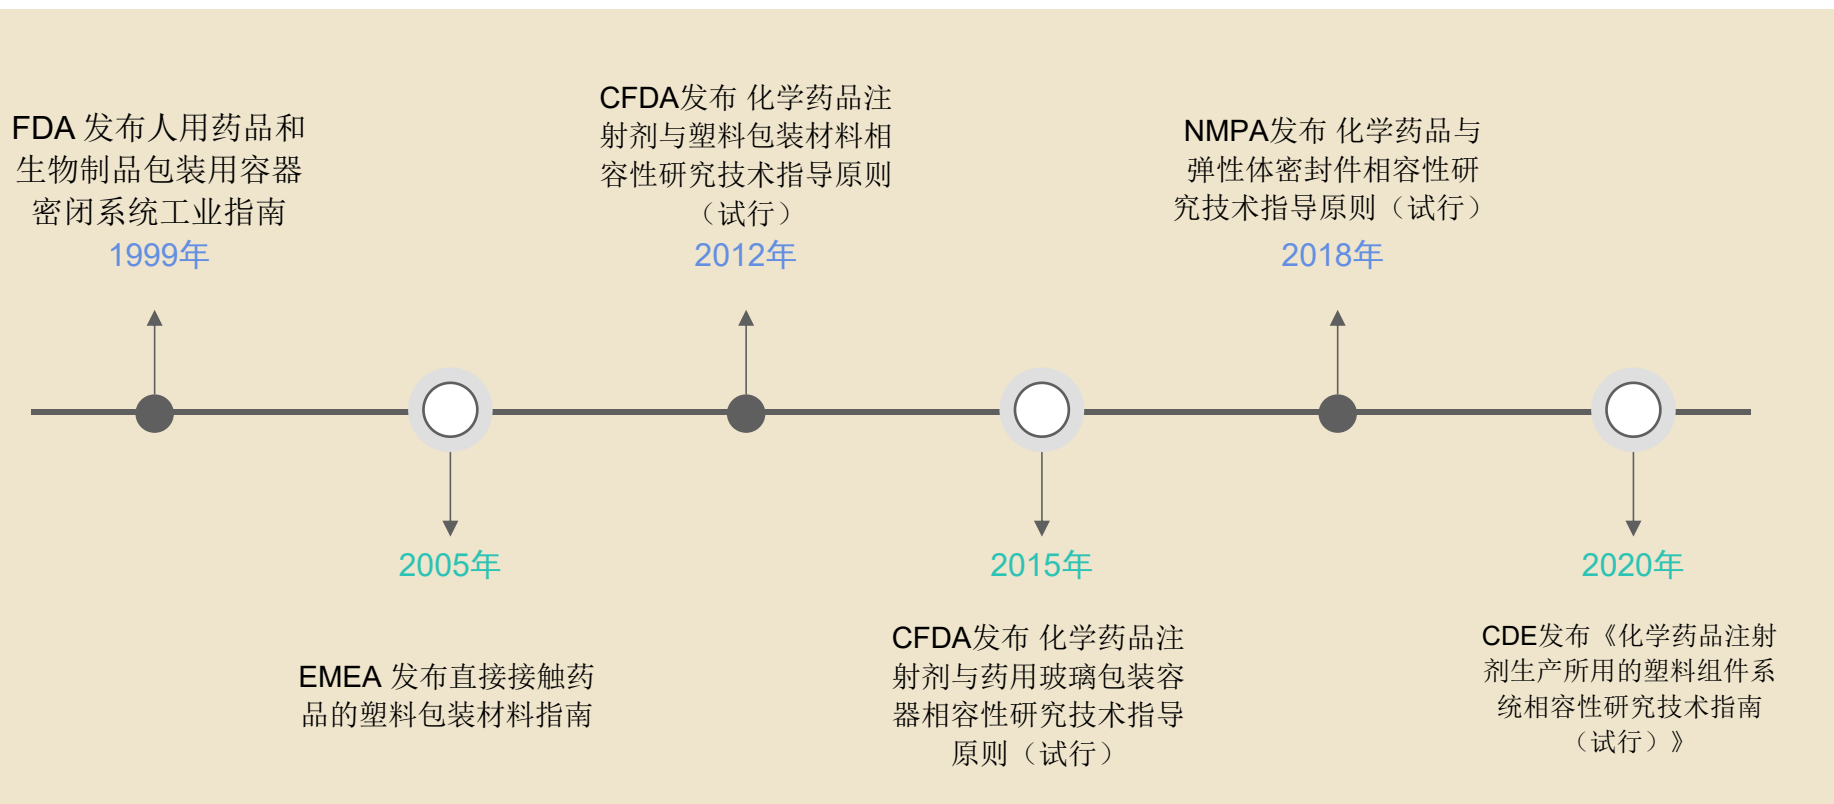 FDA 发布人用药品和
生物制品包装用容器
密闭系统工业指南
1999年
2005年
EMEA 发布直接接触药
品的塑料包装材料指南
CFDA发布 化学药品注
射剂与塑料包装材料相
容性研究技术指导原则
（试行）
2012年
2015年
CFDA发布 化学药品注
射剂与药用玻璃包装容
器相容性研究技术指导
原则（试行）
NMPA发布 化学药品与
弹性体密封件相容性研
究技术指导原则（试行）
2018年
2020年
CDE发布《化学药品注射
剂生产所用的塑料组件系
统相容性研究技术指南
（试行）》